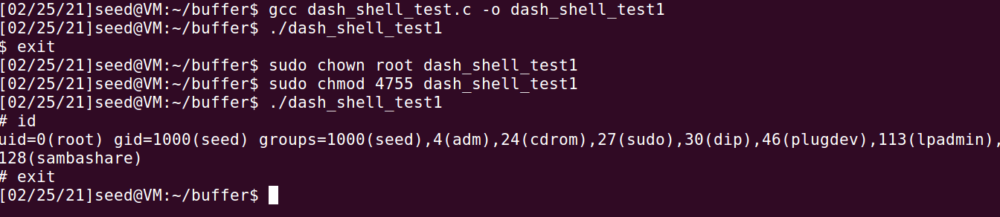 [02/25/21]seed@VM:~/buffer$ gcc dash_shell_test.c -o dash_shell_test1
[02/25/21]seed@VM:~/buffer$ ./dash_shell_test1
$ exit
[02/25/21]seed@VM:~/buffer$ sudo chown root dash_shell_test1
[02/25/21]seed@VM:~/buffer$ sudo chmod 4755 dash_shell_test1
[02/25/21]seed@VM:~/buffer$ ./dash_shell_test1
# id
uid=0(root) gid=1000(seed) groups=1000(seed),4(adm),24(cdrom),27(sudo),30(dip),46(plugdev),113(lpadmin),
128(sambashare)
# exit
[02/25/21]seed@VM:~/buffer$